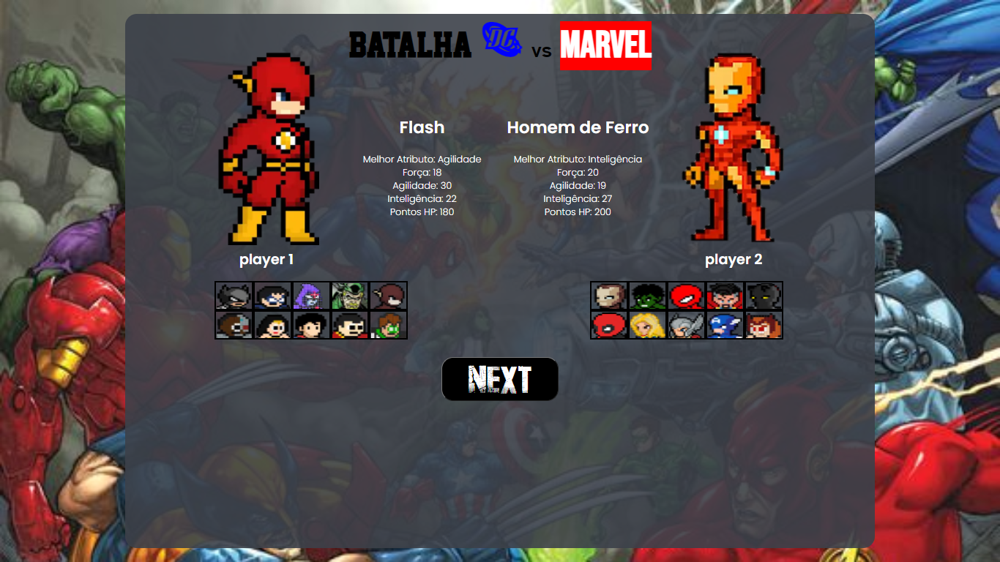 BATALHA DC vs MARVEL
Flash
Melhor Atributo: Agilidade
Força: 18
Agilidade: 30
Inteligência: 22
Pontos HP: 180
Homem de Ferro
Melhor Atributo: Inteligência
Força: 20
Agilidade: 19
Inteligência: 27
Pontos HP: 200
player 1
player 2
NEXT